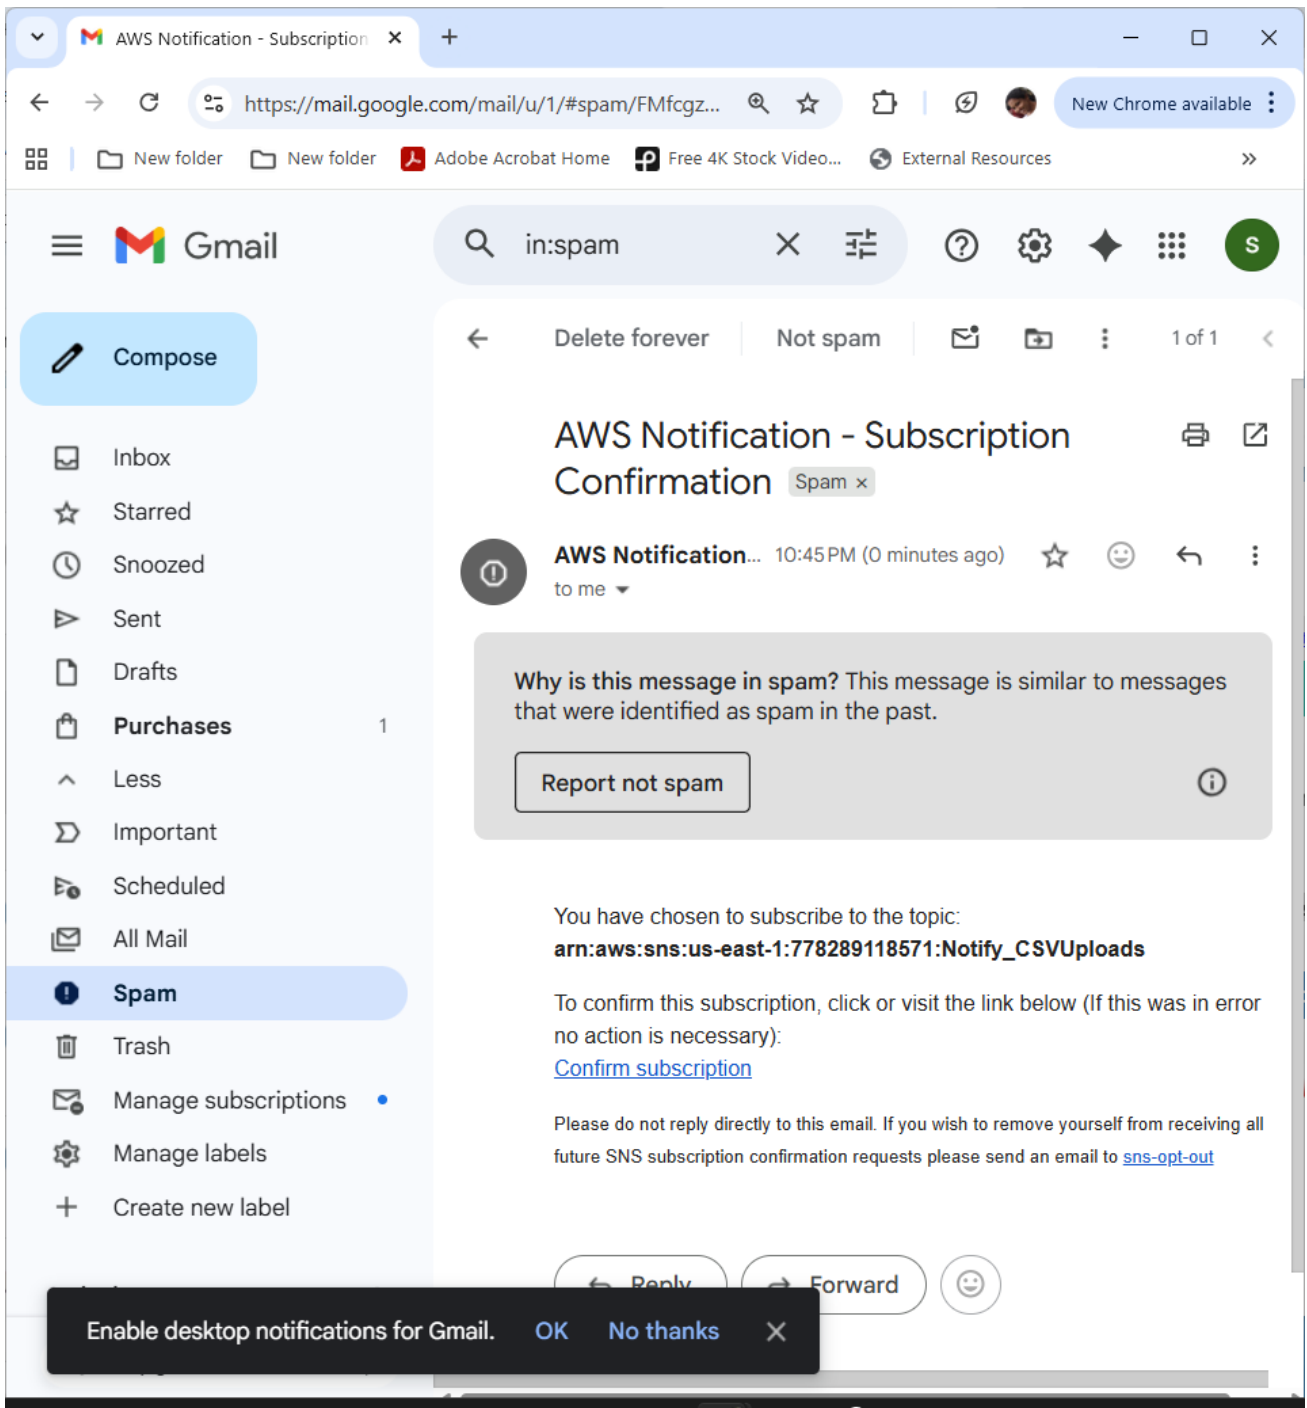 AWS Notification - Subscription
https://mail.google.com/mail/u/1/#spam/FMfcgz...
New Chrome available
New folder
New folder
Adobe Acrobat Home
Free 4K Stock Video...
External Resources
Gmail
in:spam
S
Compose
Inbox
Starred
Snoozed
Sent
Drafts
Purchases 1
Less
Important
Scheduled
All Mail
Spam
Trash
Manage subscriptions
Manage labels
Create new label
Delete forever
Not spam
1 of 1
AWS Notification - Subscription
Confirmation Spam ×
AWS Notification... 10:45 PM (0 minutes ago)
to me
Why is this message in spam? This message is similar to messages
that were identified as spam in the past.
Report not spam
You have chosen to subscribe to the topic:
arn:aws:sns:us-east-1:778289118571:Notify_CSVUploads
To confirm this subscription, click or visit the link below (If this was in error
no action is necessary):
Confirm subscription
Please do not reply directly to this email. If you wish to remove yourself from receiving all
future SNS subscription confirmation requests please send an email to sns-opt-out
Reply
Forward
Enable desktop notifications for Gmail. OK No thanks